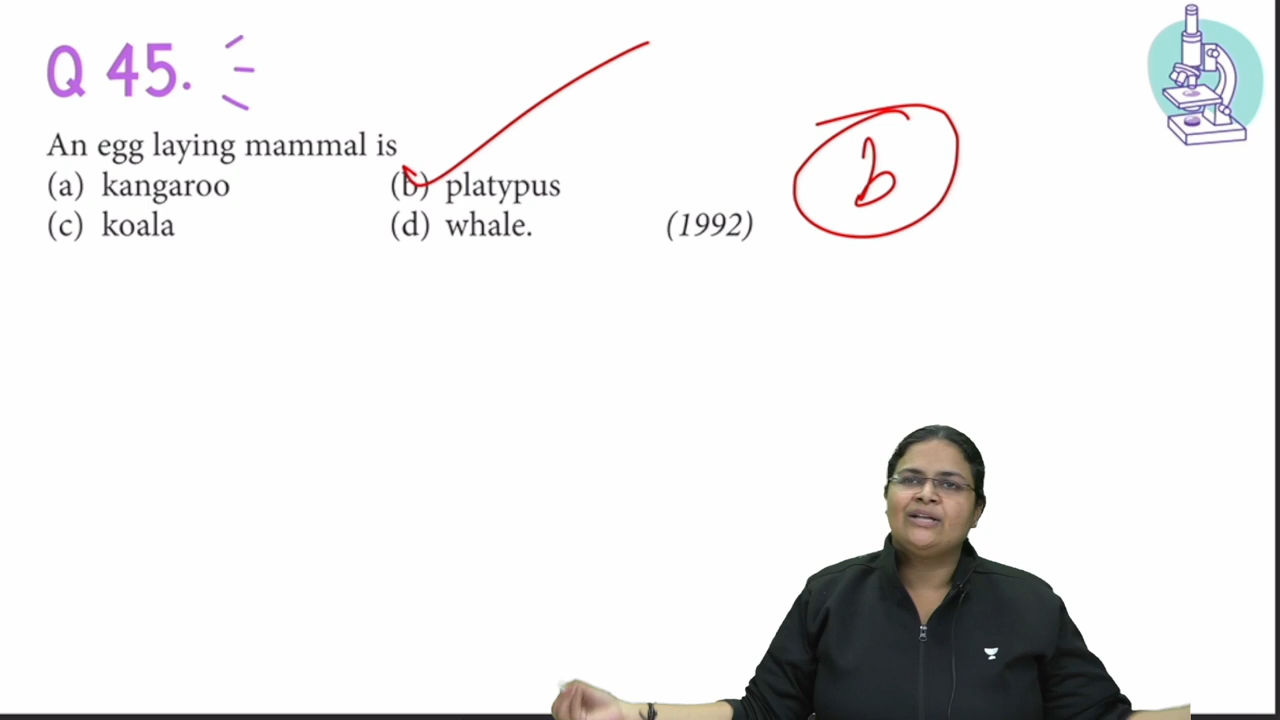 Q 45.
An egg laying mammal is
(a) kangaroo (b) platypus
(c) koala (d) whale. (1992)
b